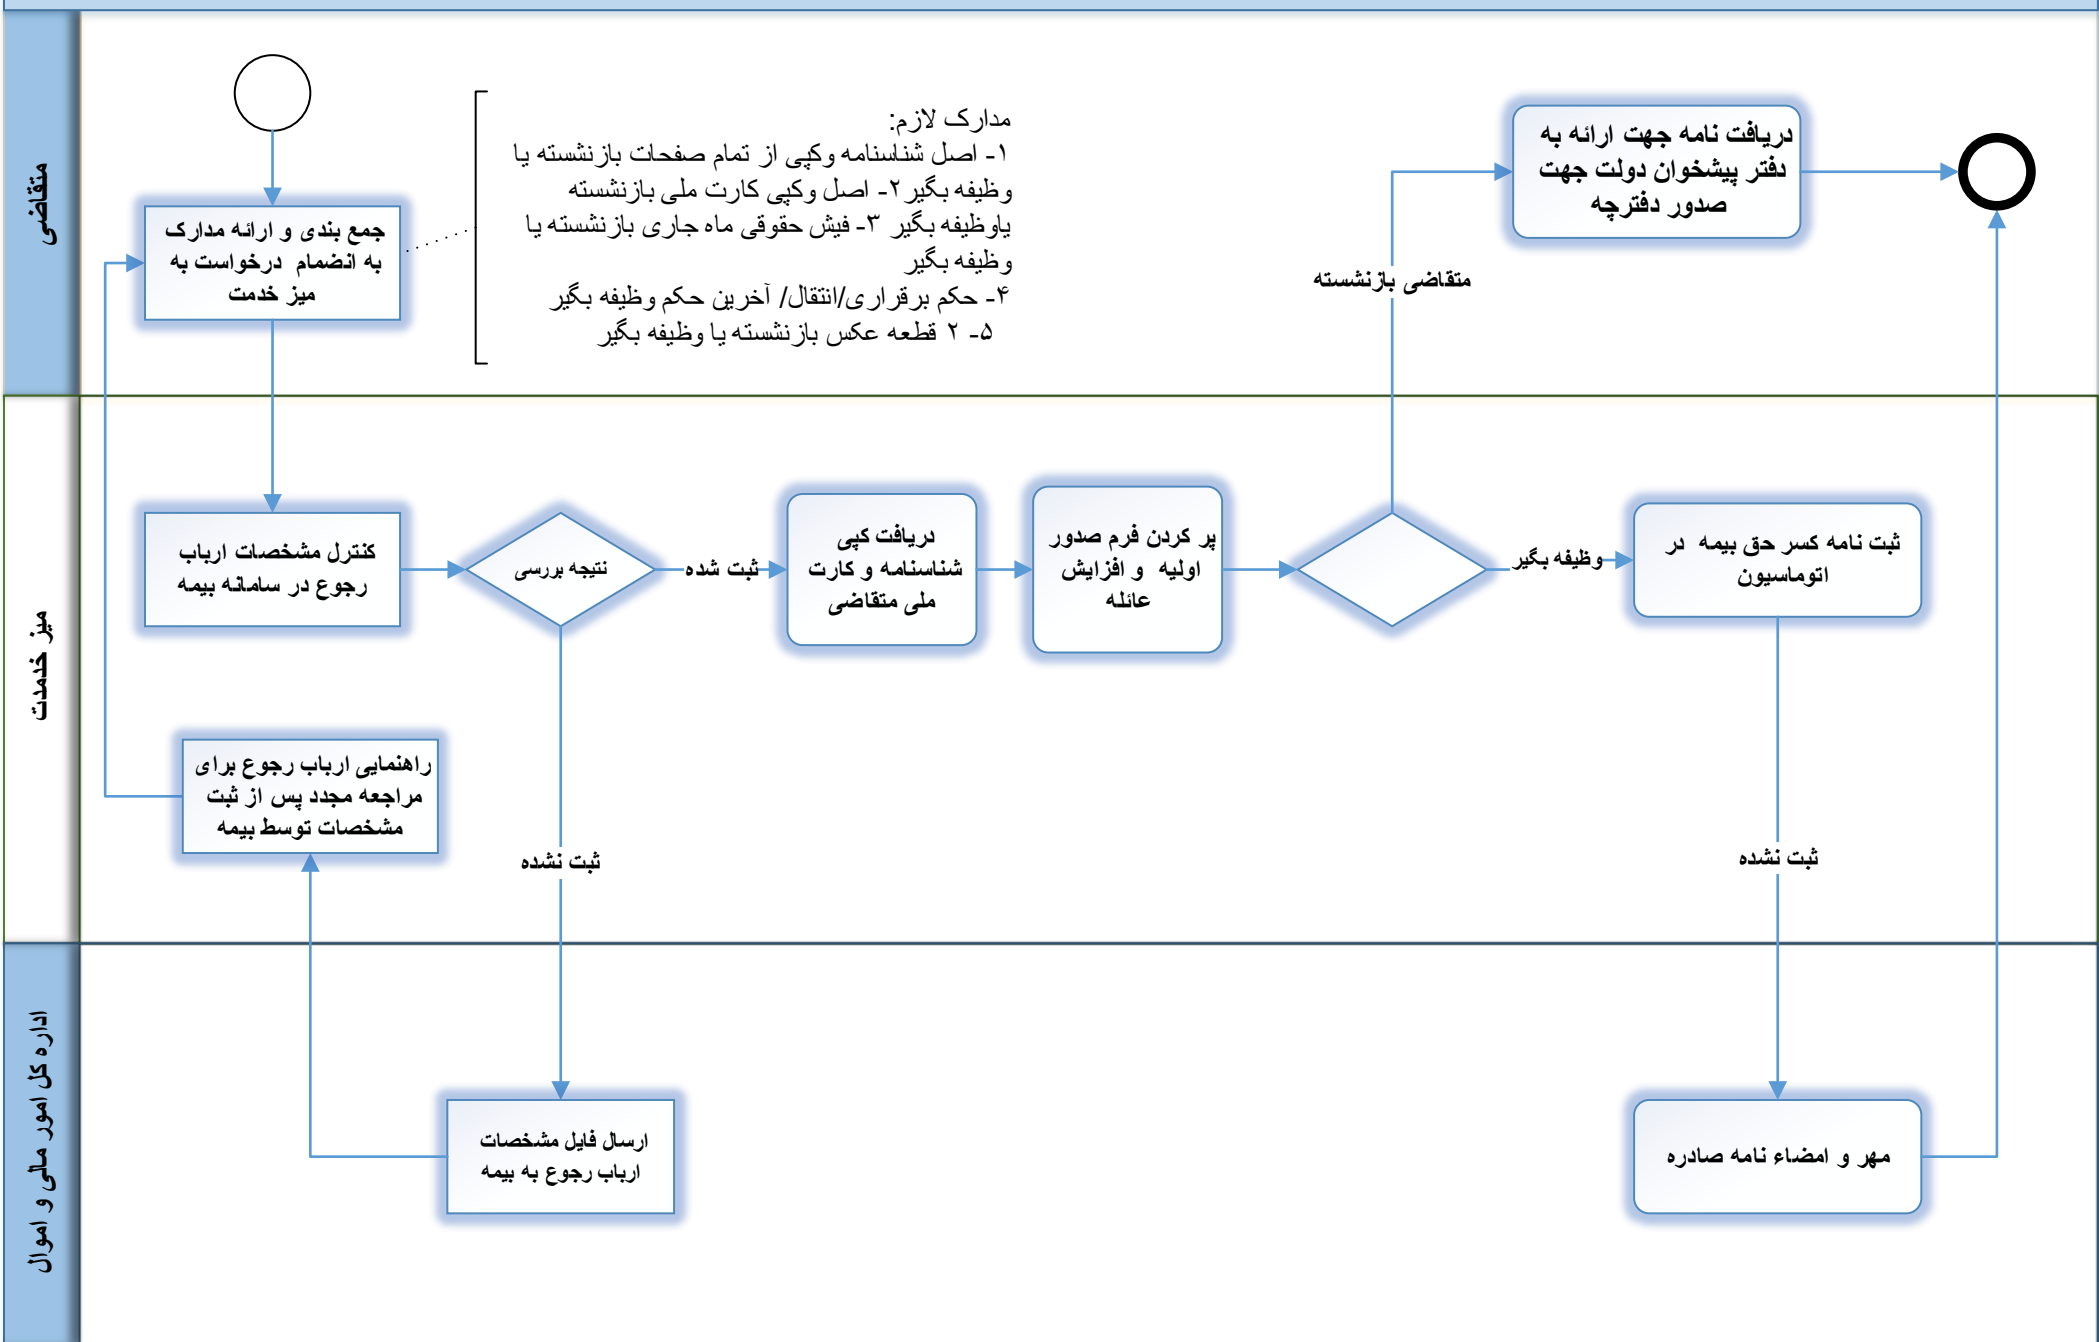 متقاضی
مدارک لازم:
۱- اصل شناسنامه وکپی از تمام صفحات بازنشسته یا
وظیفه بگیر۲- اصل وکپی کارت ملی بازنشسته
یاوظیفه بگیر ۳- فیش حقوقی ماه جاری بازنشسته یا
وظیفه بگیر
۴- حکم برقراری/انتقال/ آخرین حکم وظیفه بگیر
۵- ۲ قطعه عکس بازنشسته یا وظیفه بگیر
جمع بندی و ارائه مدارک
به انضمام درخواست به
میز خدمت
دریافت نامه جهت ارائه به
دفتر پیشخوان دولت جهت
صدور دفترچه
متقاضی بازنشسته
میز خدمدت
کنترل مشخصات ارباب
رجوع در سامانه بیمه
نتیجه بررسی
ثبت شده
دریافت کپی
شناسنامه و کارت
ملی متقاضی
پر کردن فرم صدور
اولیه و افزایش
عائله
وظیفه بگیر
ثبت نامه کسر حق بیمه در
اتوماسیون
راهنمایی ارباب رجوع برای
مراجعه مجدد پس از ثبت
مشخصات توسط بیمه
ثبت نشده
ثبت نشده
اداره کل امور مالی و اموال
ارسال فایل مشخصات
ارباب رجوع به بیمه
مهر و امضاء نامه صادره